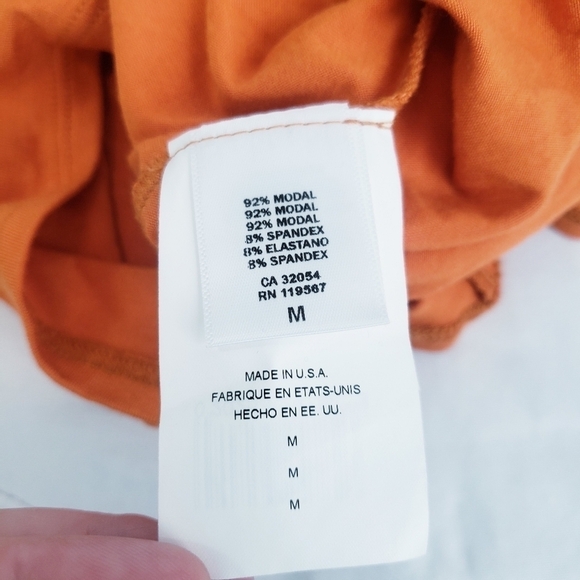 92% MODAL
92% MODAL
92% MODAL
8% SPANDEX
8% ELASTANO
8% SPANDEX
CA 32054
RN 119567
M
MADE IN U.S.A.
FABRIQUE EN ETATS-UNIS
HECHO EN EE. UU.
M
M
M